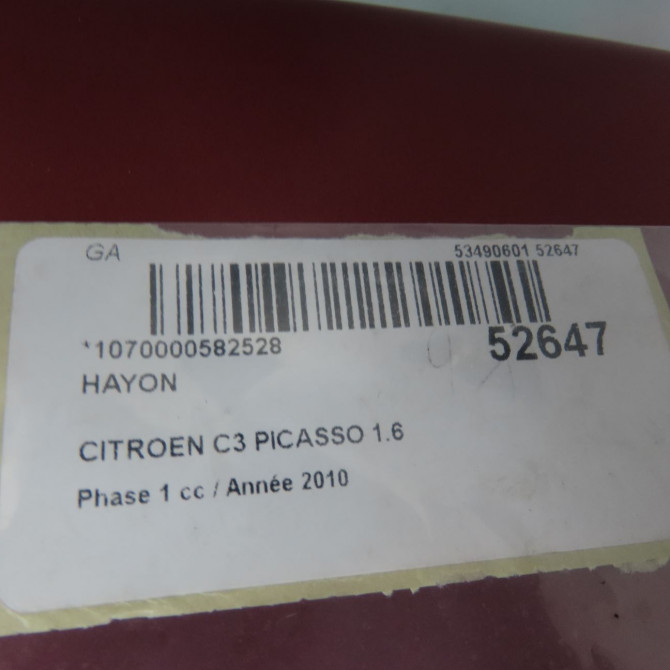 GA 53490601 52647
*1070000582528 52647
HAYON
CITROEN C3 PICASSO 1.6
Phase 1 cc / Année 2010